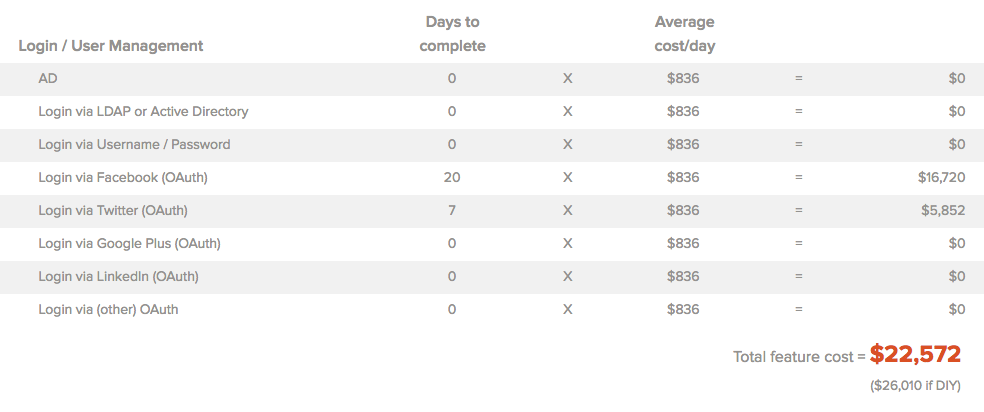 Login / User Management Days to complete Average cost/day
AD 0 X $836 = $0
Login via LDAP or Active Directory 0 X $836 = $0
Login via Username / Password 0 X $836 = $0
Login via Facebook (OAuth) 20 X $836 = $16,720
Login via Twitter (OAuth) 7 X $836 = $5,852
Login via Google Plus (OAuth) 0 X $836 = $0
Login via LinkedIn (OAuth) 0 X $836 = $0
Login via (other) OAuth 0 X $836 = $0
Total feature cost = $22,572
($26,010 if DIY)